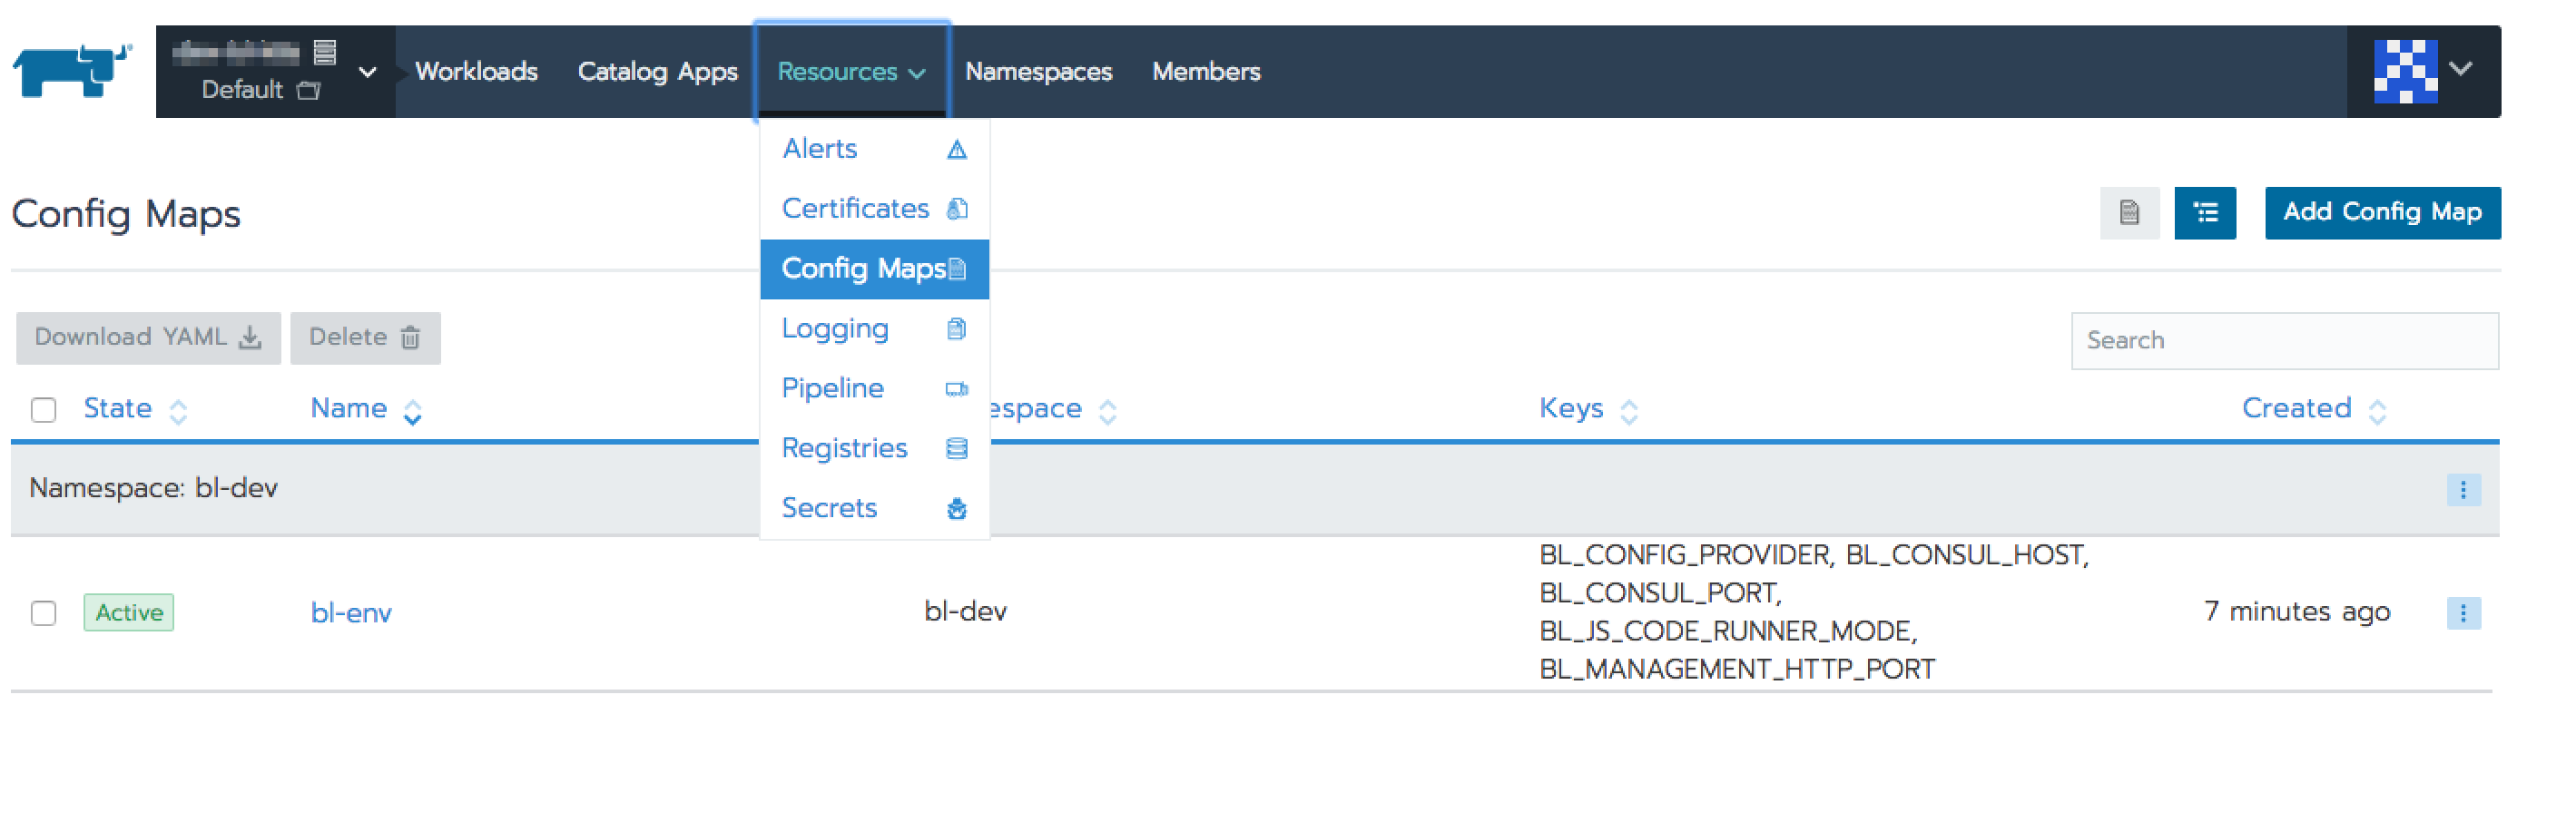 Default
Workloads Catalog Apps Resources Namespaces Members
Alerts
Certificates
Config Maps
Logging
Pipeline
Registries
Secrets
Config Maps
Add Config Map
Download YAML Delete
Search
State Name espace Keys Created
Namespace: bl-dev
Active bl-env bl-dev
BL_CONFIG_PROVIDER, BL_CONSUL_HOST,
BL_CONSUL_PORT,
BL_JS_CODE_RUNNER_MODE,
BL_MANAGEMENT_HTTP_PORT
7 minutes ago